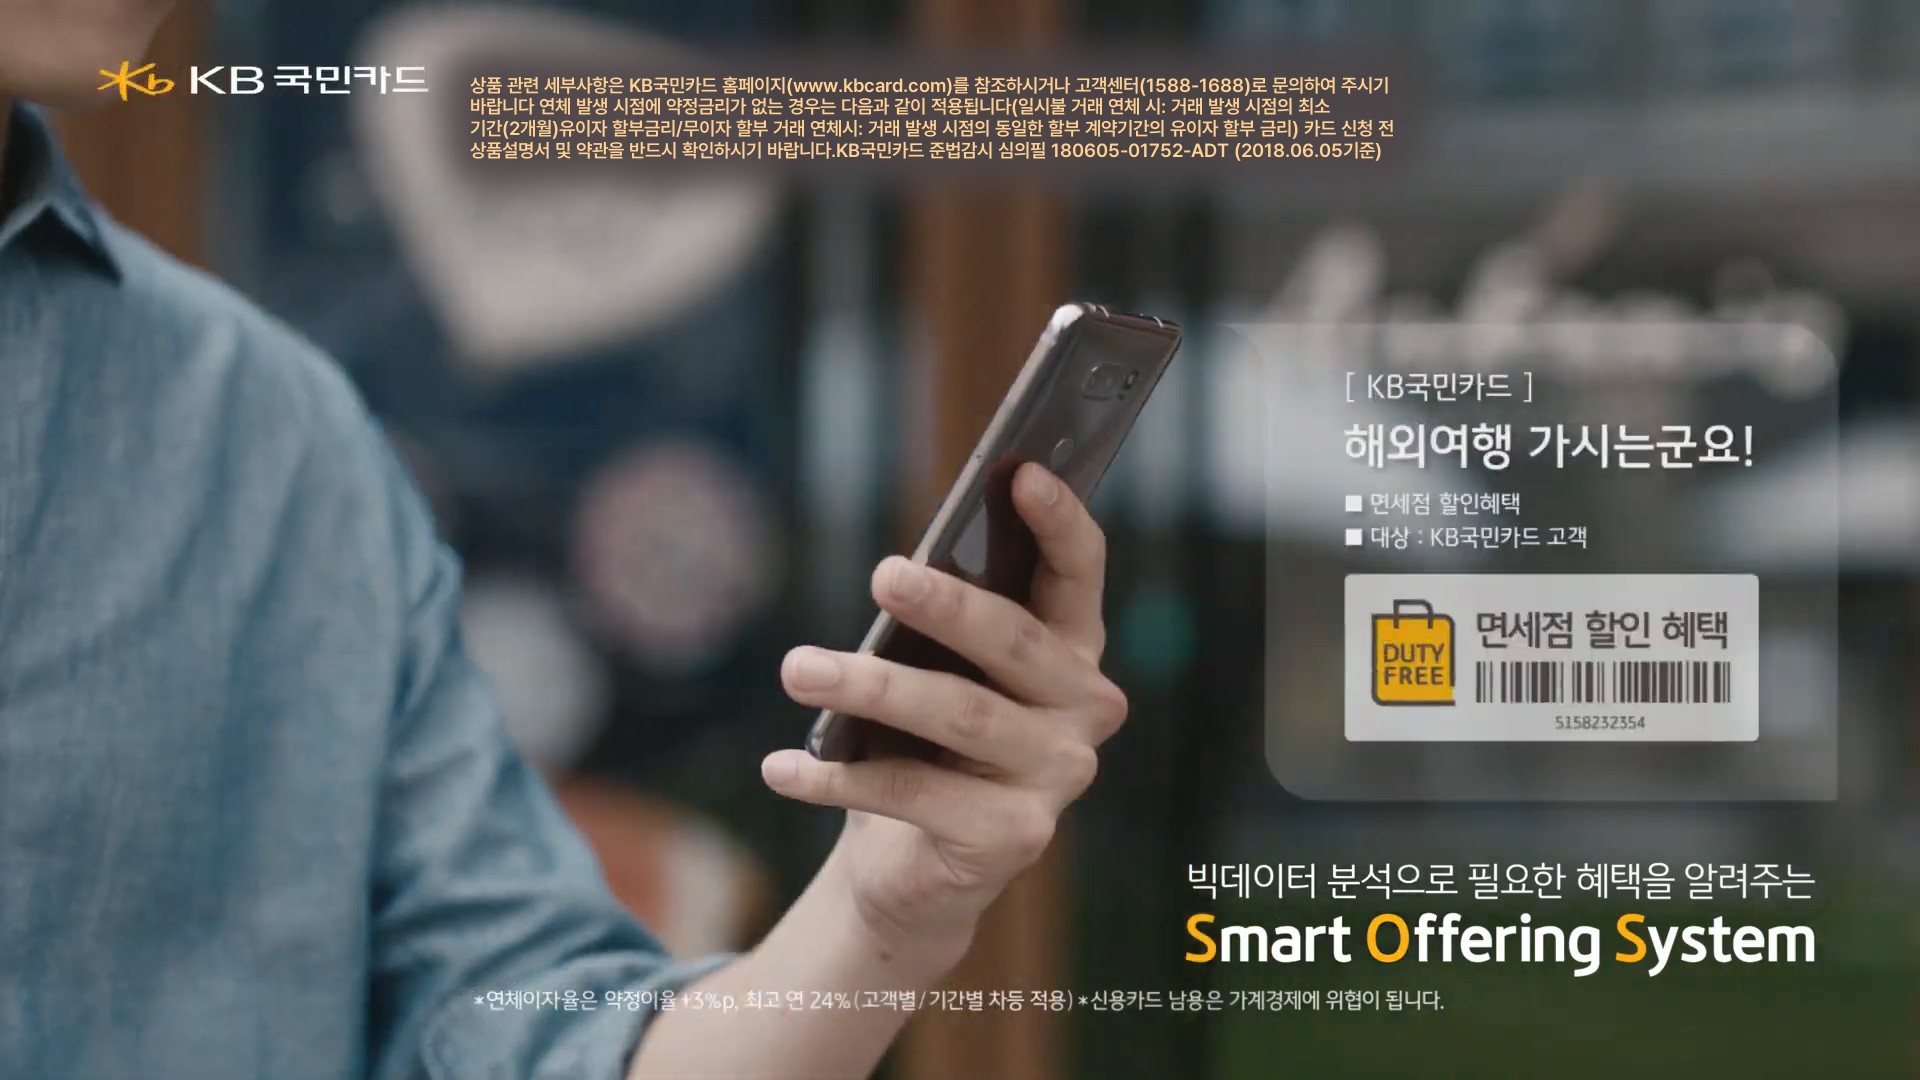 Kb KB국민카드
상품 관련 세부사항은 KB국민카드 홈페이지(www.kbcard.com)를 참조하시거나 고객센터(1588-1688)로 문의하여 주시기
바랍니다 연체 발생 시점에 약정금리가 없는 경우는 다음과 같이 적용됩니다(일시불 거래 연체 시: 거래 발생 시점의 최소
기간(2개월)유이자 할부금리/무이자 할부 거래 연체시: 거래 발생 시점의 동일한 할부 계약기간의 유이자 할부 금리) 카드 신청 전
상품설명서 및 약관을 반드시 확인하시기 바랍니다.KB국민카드 준법감시 심의필 180605-01752-ADT (2018.06.05기준)
[ KB국민카드 ]
해외여행 가시는군요!
■ 면세점 할인혜택
■ 대상 : KB국민카드 고객
DUTY
FREE
면세점 할인 혜택
5158232354
빅데이터 분석으로 필요한 혜택을 알려주는
Smart Offering System
*연체이자율은 약정이율 +3%p, 최고 연 24% (고객별/기간별 차등 적용) *신용카드 남용은 가계경제에 위협이 됩니다.